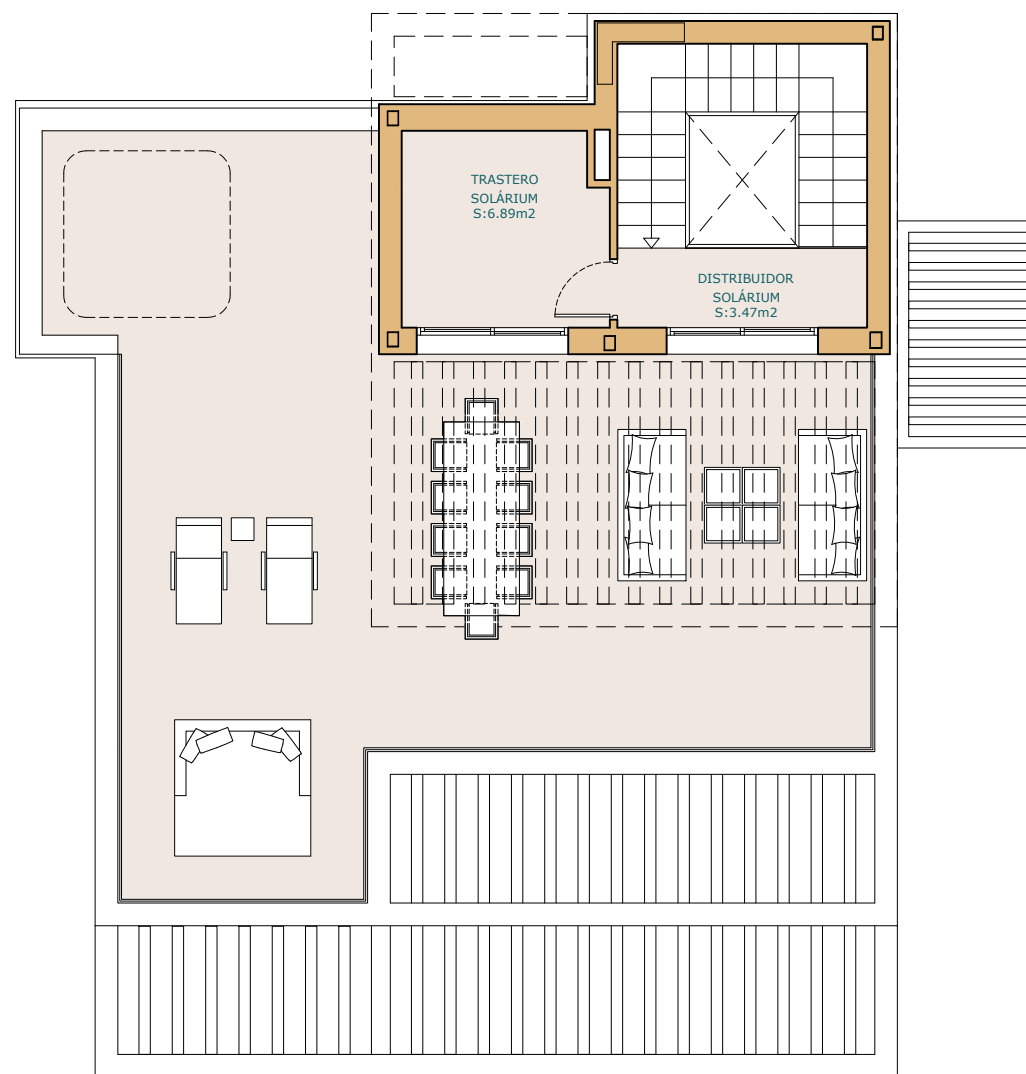 TRASTERO
SOLÁRIUM
S:6.89m2
DISTRIBUIDOR
SOLÁRIUM
S:3.47m2